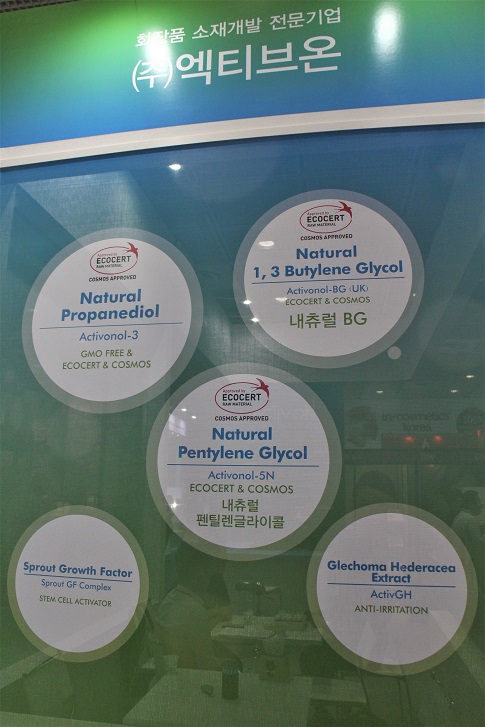 화장품 소재개발 전문기업
(주)엑티브온
Approved by
ECOCERT
RAW MATERIAL
COSMOS APPROVED
Natural
Propanediol
Activonol-3
GMO FREE &
ECOCERT & COSMOS
Approved by
ECOCERT
RAW MATERIAL
COSMOS APPROVED
Natural
1, 3 Butylene Glycol
Activonol-BG (UK)
ECOCERT & COSMOS
내츄럴 BG
Approved by
ECOCERT
RAW MATERIAL
COSMOS APPROVED
Natural
Pentylene Glycol
Activonol-5N
ECOCERT & COSMOS
내츄럴
펜틸렌글라이콜
Sprout Growth Factor
Sprout GF Complex
STEM CELL ACTIVATOR
Glechoma Hederacea
Extract
ActivGH
ANTI-IRRITATION